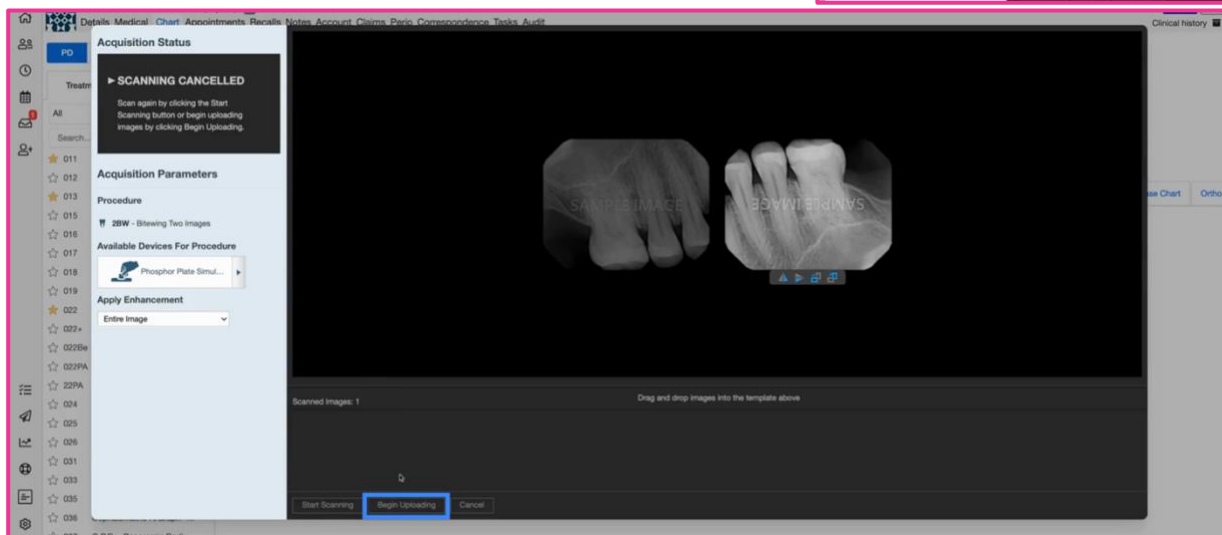 Details Medical Chart Appointments Recalls Notes Account Claims Perio Correspondence Tasks Audit
Clinical history
PD
Acquisition Status
► SCANNING CANCELLED
Scan again by clicking the Start
Scanning button or begin uploading
images by clicking Begin Uploading.
Acquisition Parameters
Procedure
2BW - Bitewing Two Images
Available Devices For Procedure
Phosphor Plate Simul...
Apply Enhancement
Entire Image
Treatm
All
Search...
1
011
012
013
015
016
017
018
019
022
022+
022Be
022PA
22PA
024
025
026
031
033
035
036
SAMPLE IMAGE
SAMPLE IMAGE
Chart
Ortho
Scanned Images: 1
Drag and drop images into the template above
Start Scanning
Begin Uploading
Cancel